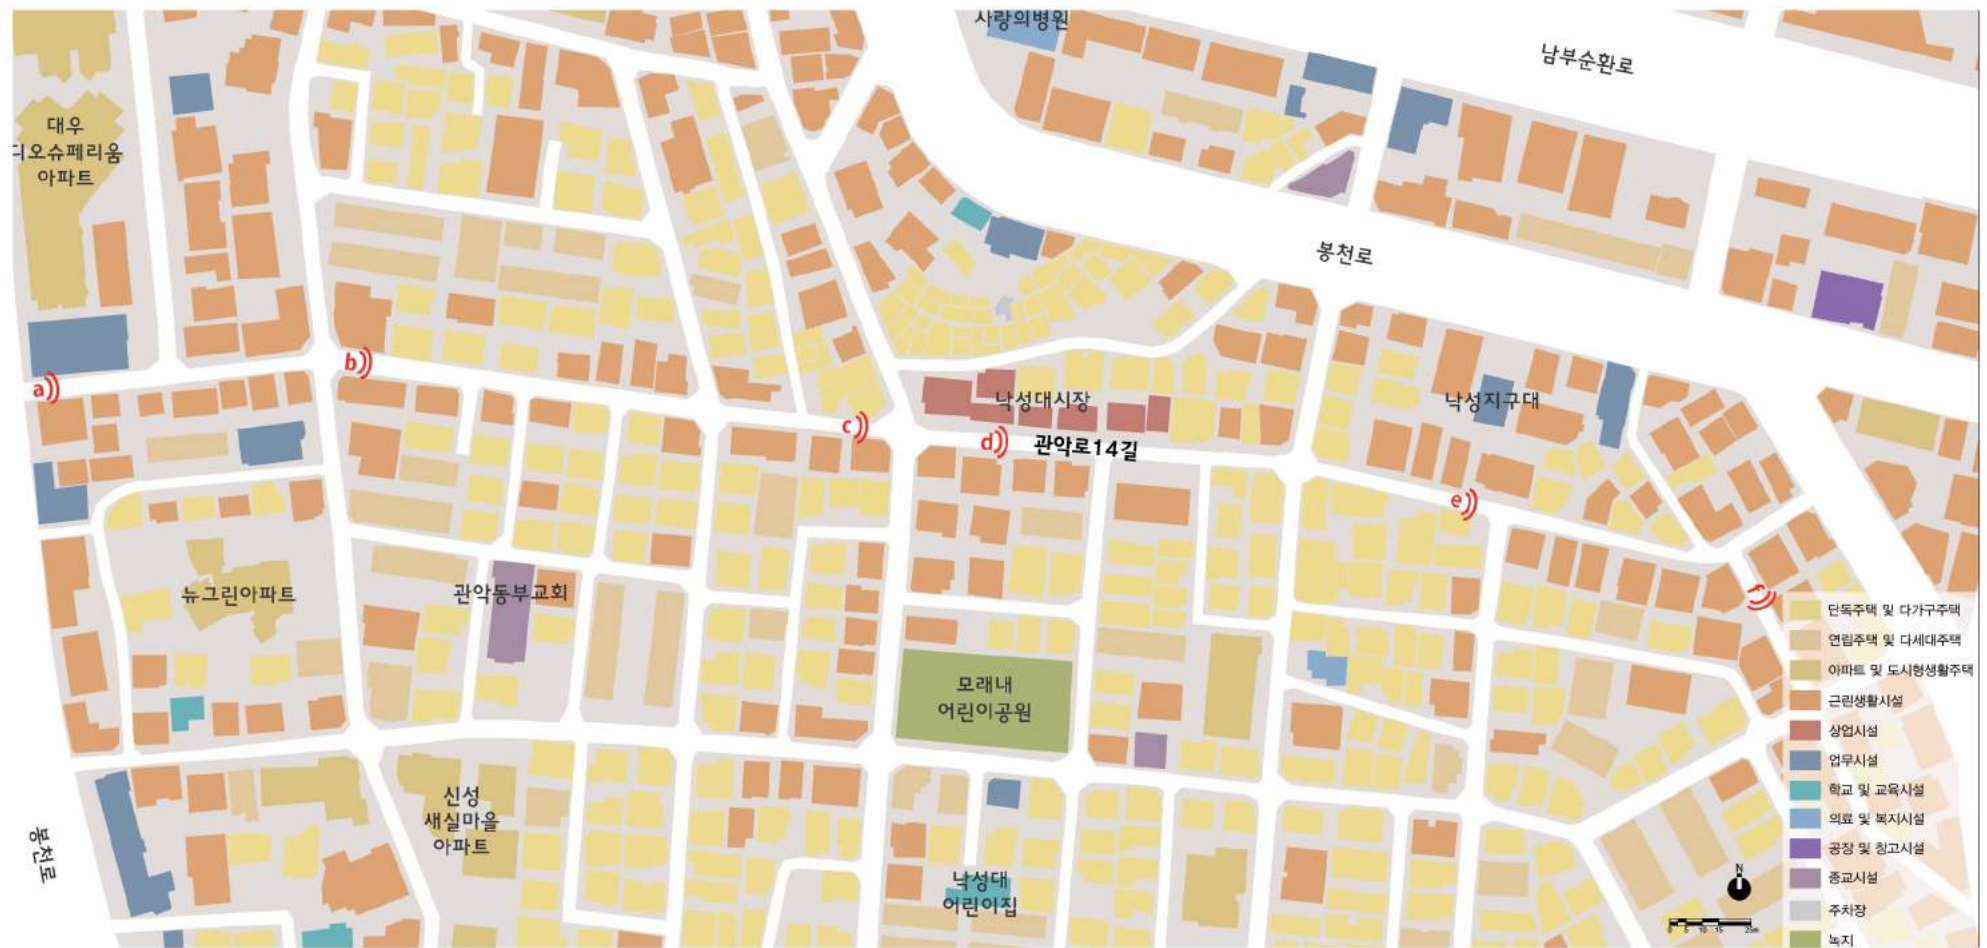 사랑의병원
남부순환로
대우
디오슈페리움
아파트
봉천로
a
b
c
d
e
f
낙성대시장
낙성지구대
관악로14길
뉴그린아파트
관악동부교회
모래내
어린이공원
신성
새실마을
아파트
봉천로
낙성대
어린이집
단독주택 및 다가구주택
연립주택 및 다세대주택
아파트 및 도시형생활주택
근린생활시설
상업시설
업무시설
학교 및 교육시설
의료 및 복지시설
공장 및 창고시설
종교시설
주차장
녹지
N
0 5 10 15 25m